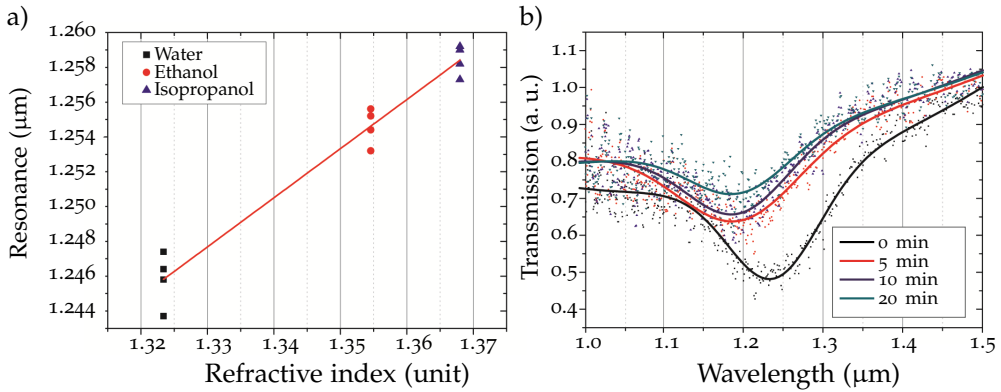 a)
Resonance (μm)
1.260
1.258
1.256
1.254
1.252
1.250
1.248
1.246
1.244
Water
Ethanol
Isopropanol
1.32
1.33
1.34
1.35
1.36
1.37
Refractive index (unit)
b)
Transmission (a. u.)
1.1
1.0
0.9
0.8
0.7
0.6
0.5
0.4
0 min
5 min
10 min
20 min
1.0
1.1
1.2
1.3
1.4
1.5
Wavelength (μm)